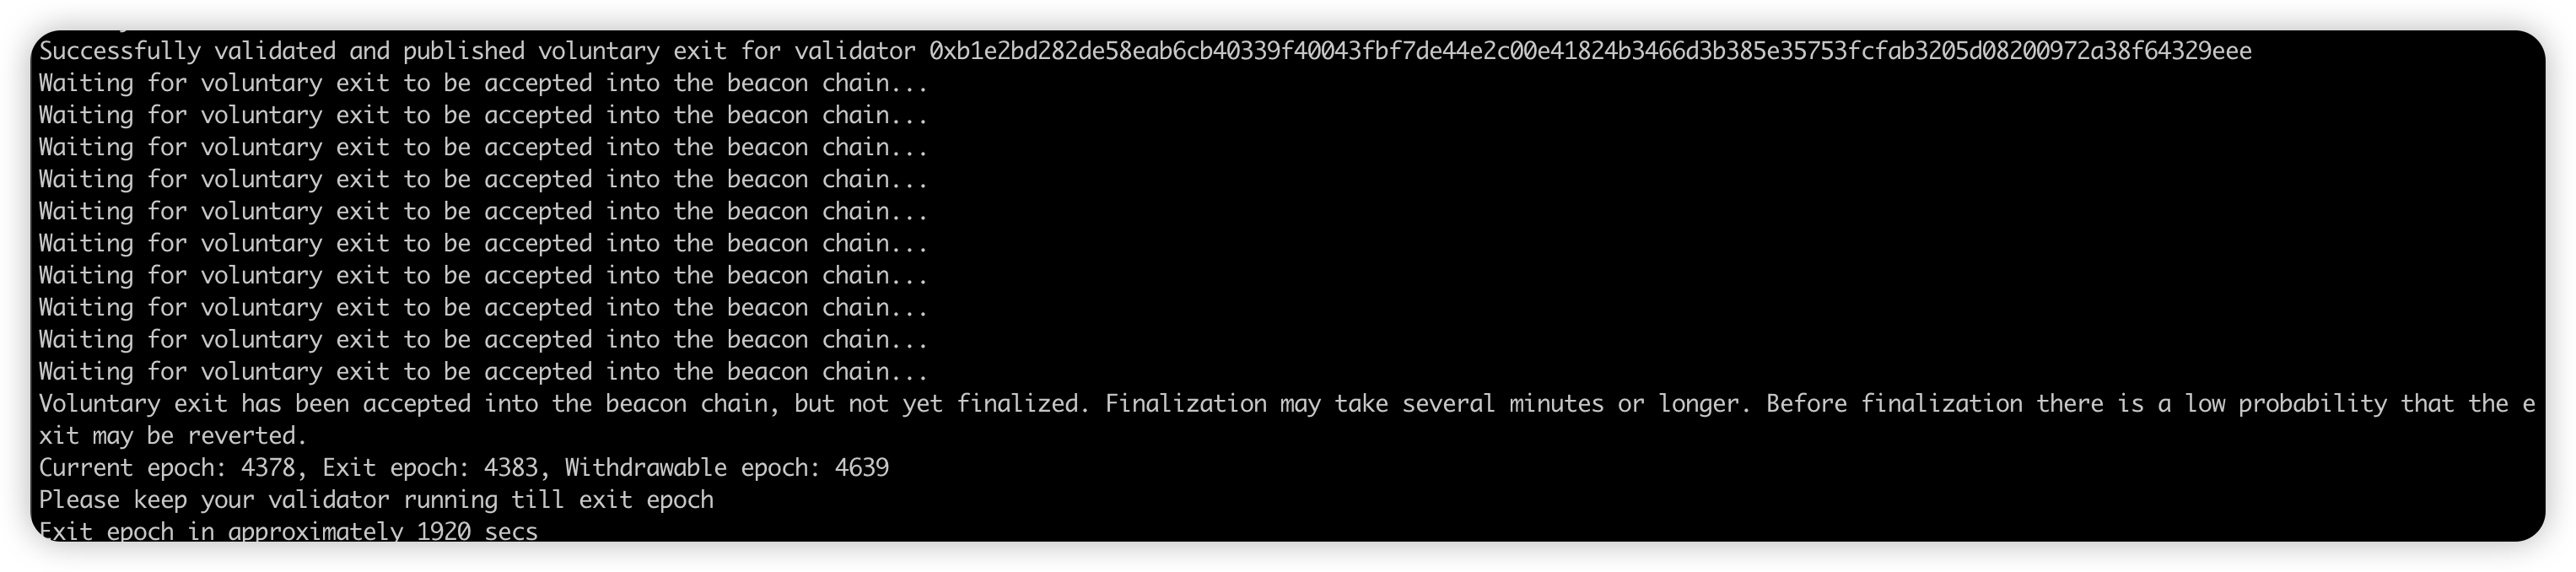 Successfully validated and published voluntary exit for validator 0xb1e2bd282de58eab6cb40339f40043fbf7de44e2c00e41824b3466d3b385e35753fcfab3205d08200972a38f64329eee
Waiting for voluntary exit to be accepted into the beacon chain...
Waiting for voluntary exit to be accepted into the beacon chain...
Waiting for voluntary exit to be accepted into the beacon chain...
Waiting for voluntary exit to be accepted into the beacon chain...
Waiting for voluntary exit to be accepted into the beacon chain...
Waiting for voluntary exit to be accepted into the beacon chain...
Waiting for voluntary exit to be accepted into the beacon chain...
Waiting for voluntary exit to be accepted into the beacon chain...
Waiting for voluntary exit to be accepted into the beacon chain...
Waiting for voluntary exit to be accepted into the beacon chain...
Voluntary exit has been accepted into the beacon chain, but not yet finalized. Finalization may take several minutes or longer. Before finalization there is a low probability that the e
xit may be reverted.
Current epoch: 4378, Exit epoch: 4383, Withdrawable epoch: 4639
Please keep your validator running till exit epoch
Exit epoch in approximately 1920 secs